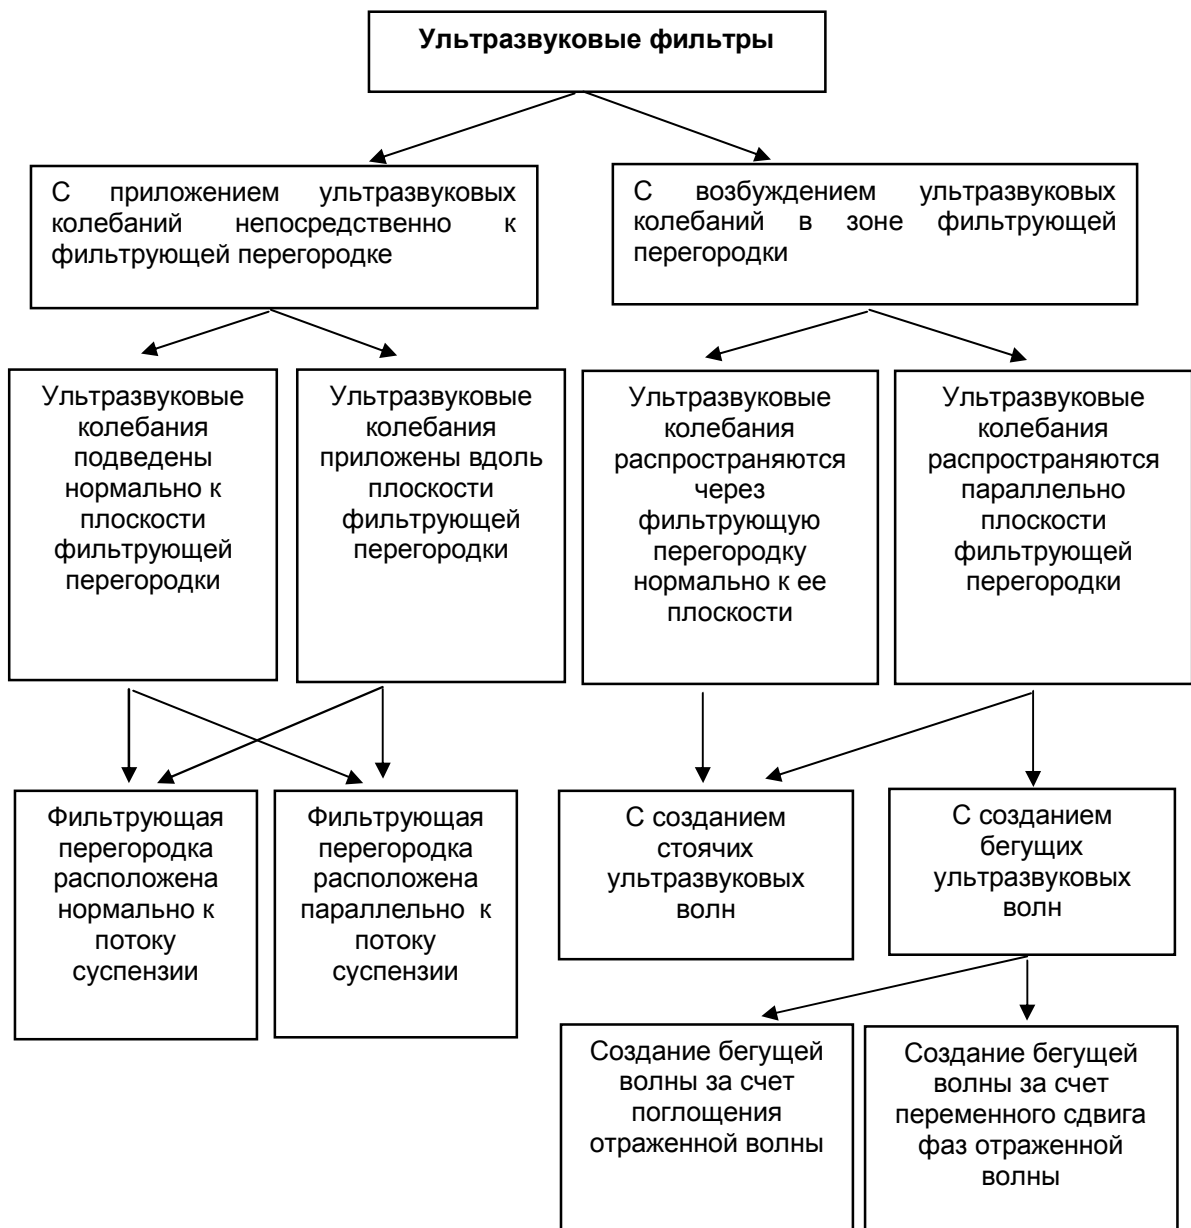 Ультразвуковые фильтры
С приложением ультразвуковых
колебаний непосредственно к
фильтрующей перегородке
С возбуждением ультразвуковых
колебаний в зоне фильтрующей
перегородки
Ультразвуковые
колебания
подведены
нормально к
плоскости
фильтрующей
перегородки
Ультразвуковые
колебания
приложены вдоль
плоскости
фильтрующей
перегородки
Ультразвуковые
колебания
распространяются
через
фильтрующую
перегородку
нормально к ее
плоскости
Ультразвуковые
колебания
распространяются
параллельно
плоскости
фильтрующей
перегородки
Фильтрующая
перегородка
расположена
нормально к
потоку
суспензии
Фильтрующая
перегородка
расположена
параллельно к
потоку
суспензии
С созданием
стоячих
ультразвуковых
волн
С созданием
бегущих
ультразвуковых
волн
Создание бегущей
волны за счет
поглощения
отраженной волны
Создание бегущей
волны за счет
переменного сдвига
фаз отраженной
волны